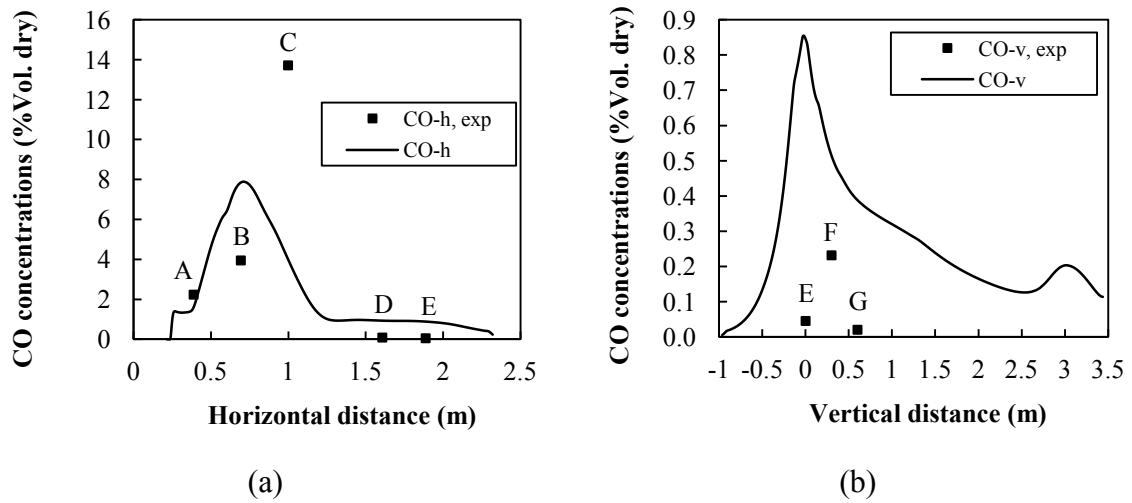 CO concentrations (%Vol. dry)
16
14
12
10
8
6
4
2
0
0
0.5
1
1.5
2
2.5
A
B
C
D
E
CO-h, exp
CO-h
Horizontal distance (m)
(a)
CO concentrations (%Vol. dry)
0.9
0.8
0.7
0.6
0.5
0.4
0.3
0.2
0.1
0.0
-1
-0.5
0
0.5
1
1.5
2
2.5
3
3.5
E
F
G
CO-v, exp
CO-v
Vertical distance (m)
(b)